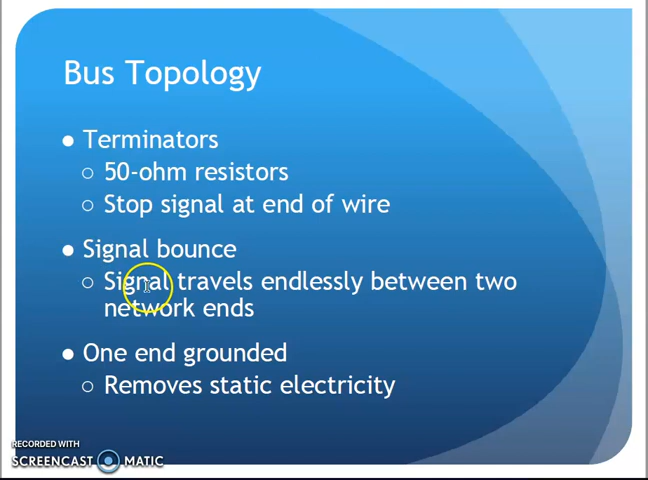 Bus Topology
● Terminators
○ 50-ohm resistors
○ Stop signal at end of wire
● Signal bounce
○ Signal travels endlessly between two
network ends
● One end grounded
○ Removes static electricity
RECORDED WITH
SCREENCAST MATIC